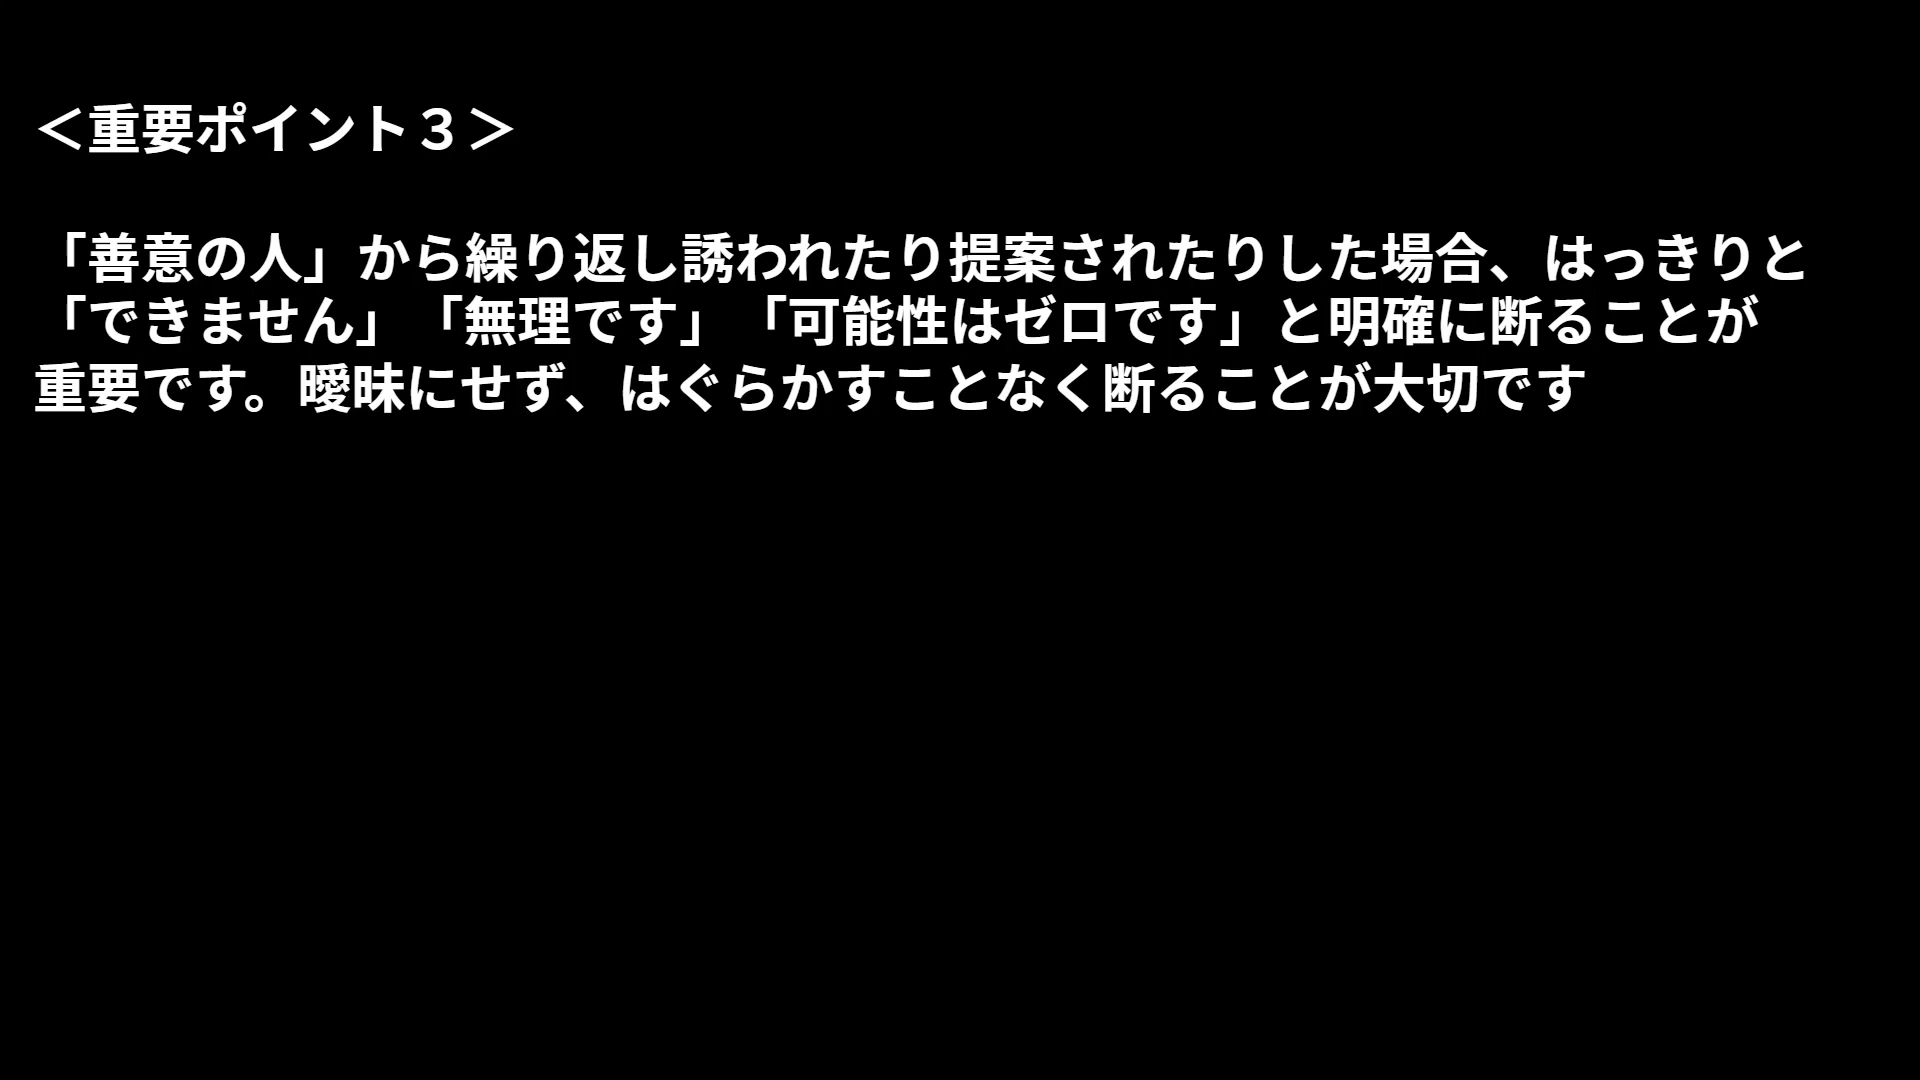 ＜重要ポイント３＞
「善意の人」から繰り返し誘われたり提案されたりした場合、はっきりと
「できません」「無理です」「可能性はゼロです」と明確に断ることが
重要です。曖昧にせず、はぐらかすことなく断ることが大切です